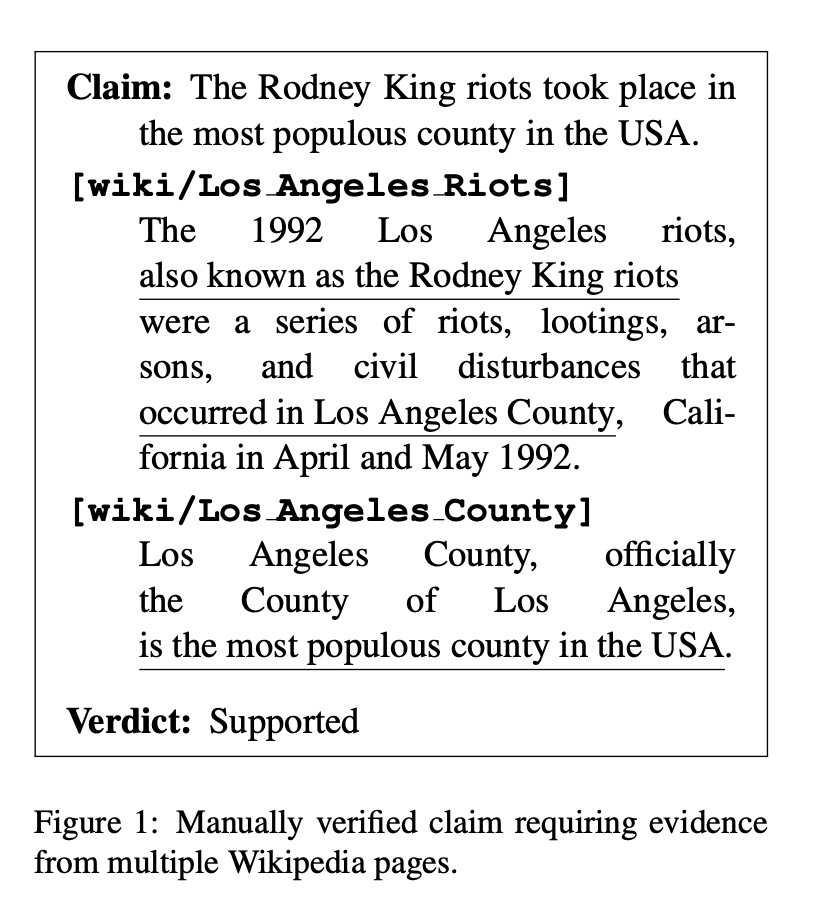 Claim: The Rodney King riots took place in
the most populous county in the USA.
[wiki/Los_Angeles_Riots]
The 1992 Los Angeles riots,
also known as the Rodney King riots
were a series of riots, lootings, ar-
sons, and civil disturbances that
occurred in Los Angeles County, Cali-
fornia in April and May 1992.
[wiki/Los_Angeles_County]
Los Angeles County, officially
the County of Los Angeles,
is the most populous county in the USA.
Verdict: Supported
Figure 1: Manually verified claim requiring evidence
from multiple Wikipedia pages.